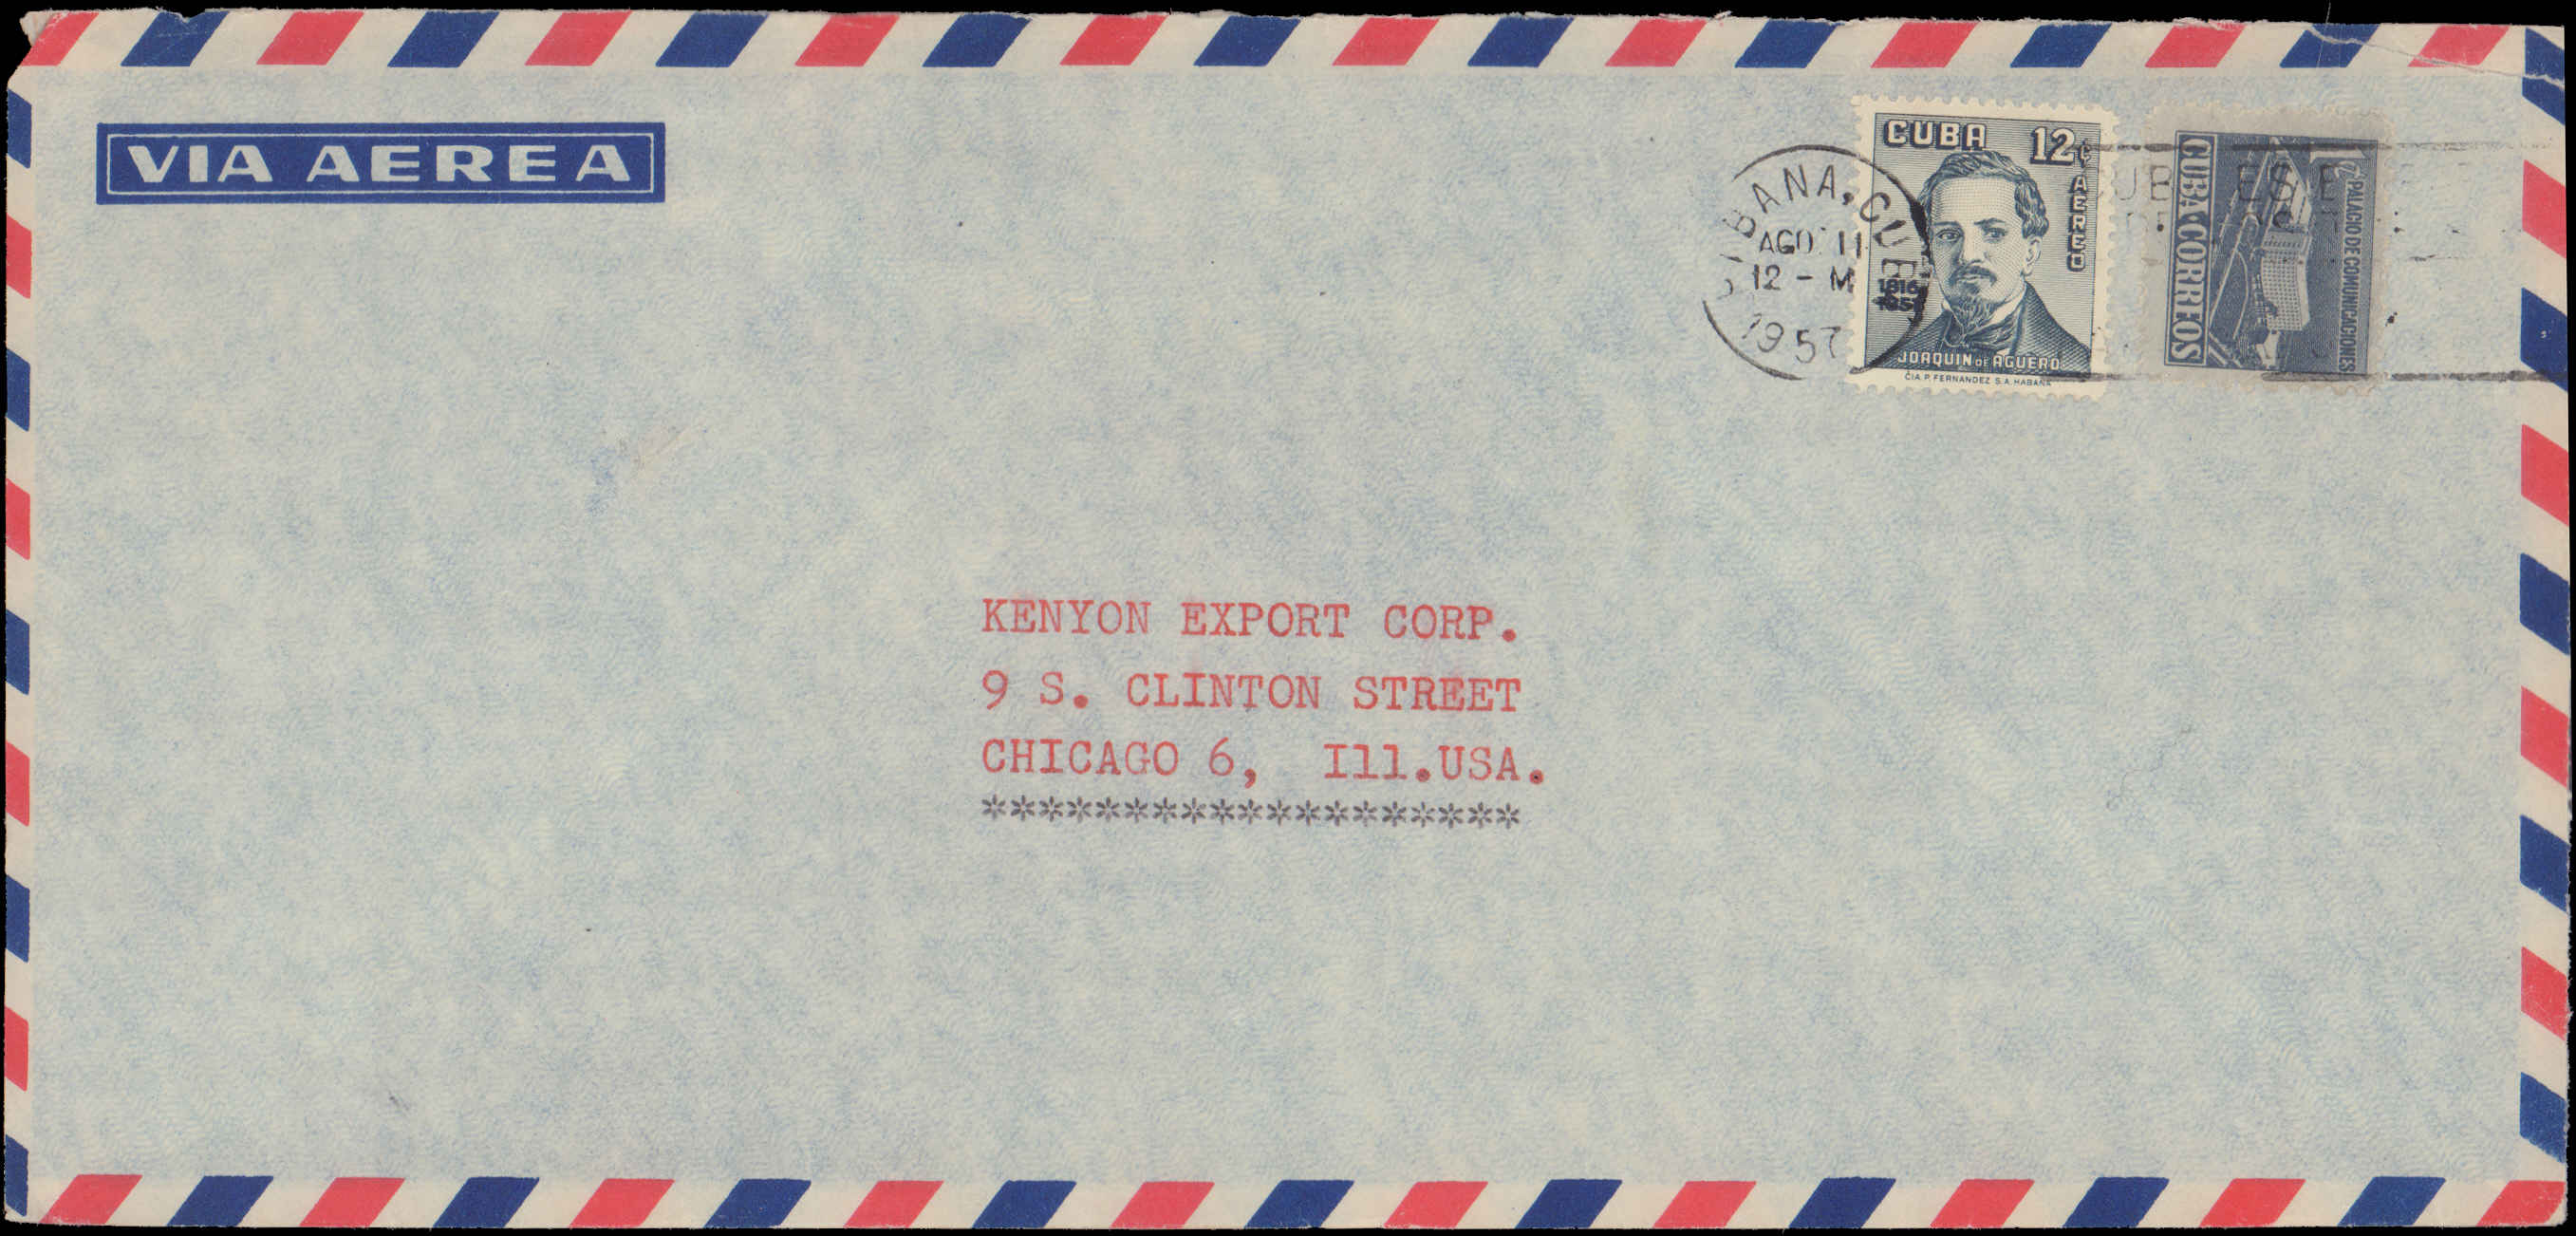 VIA AEREA
CUBA 12¢
AEREO
1816
JOAQUIN DE AGUERO
CIA. P. FERNANDEZ S.A. HABANA
1¢ PALACIO DE COMUNICACIONES
CUBA CORREOS
AGO 11
12 - M
1957
KENYON EXPORT CORP.
9 S. CLINTON STREET
CHICAGO 6, Ill.USA.
*******************